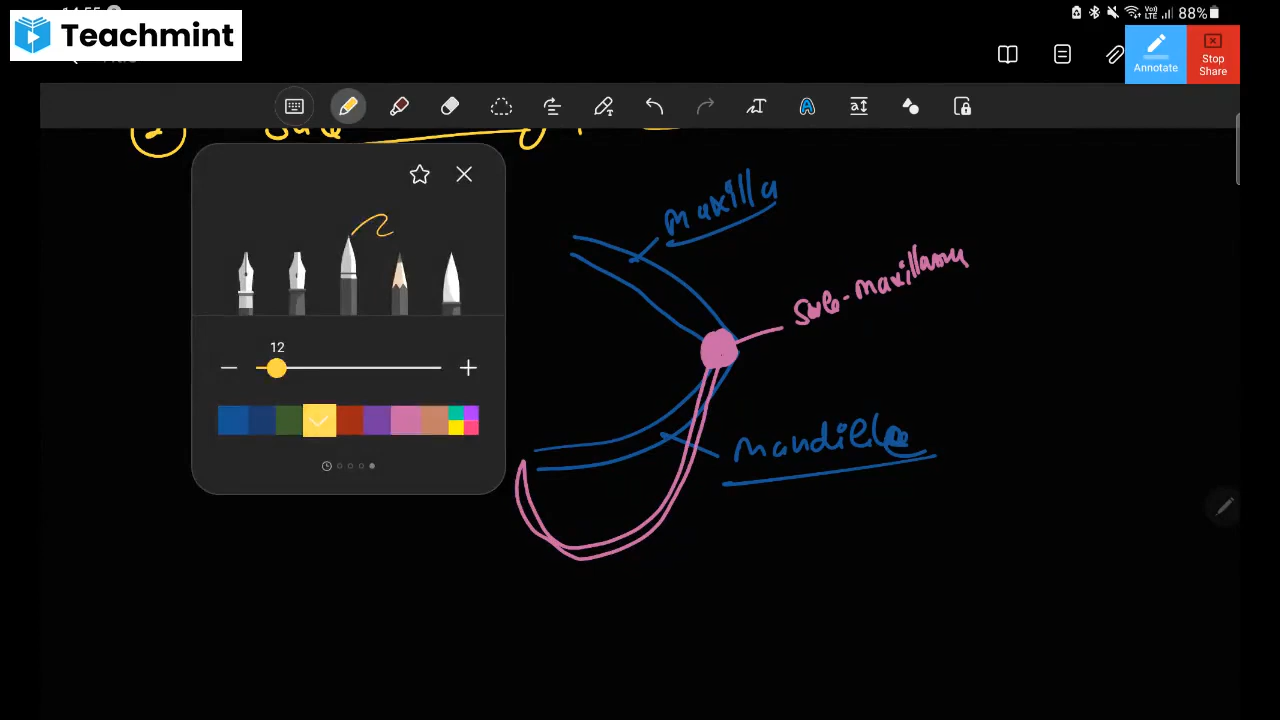 Teachmint
88%
Annotate
Stop
Share
maxilla
Sub-maxillary
12
mandible